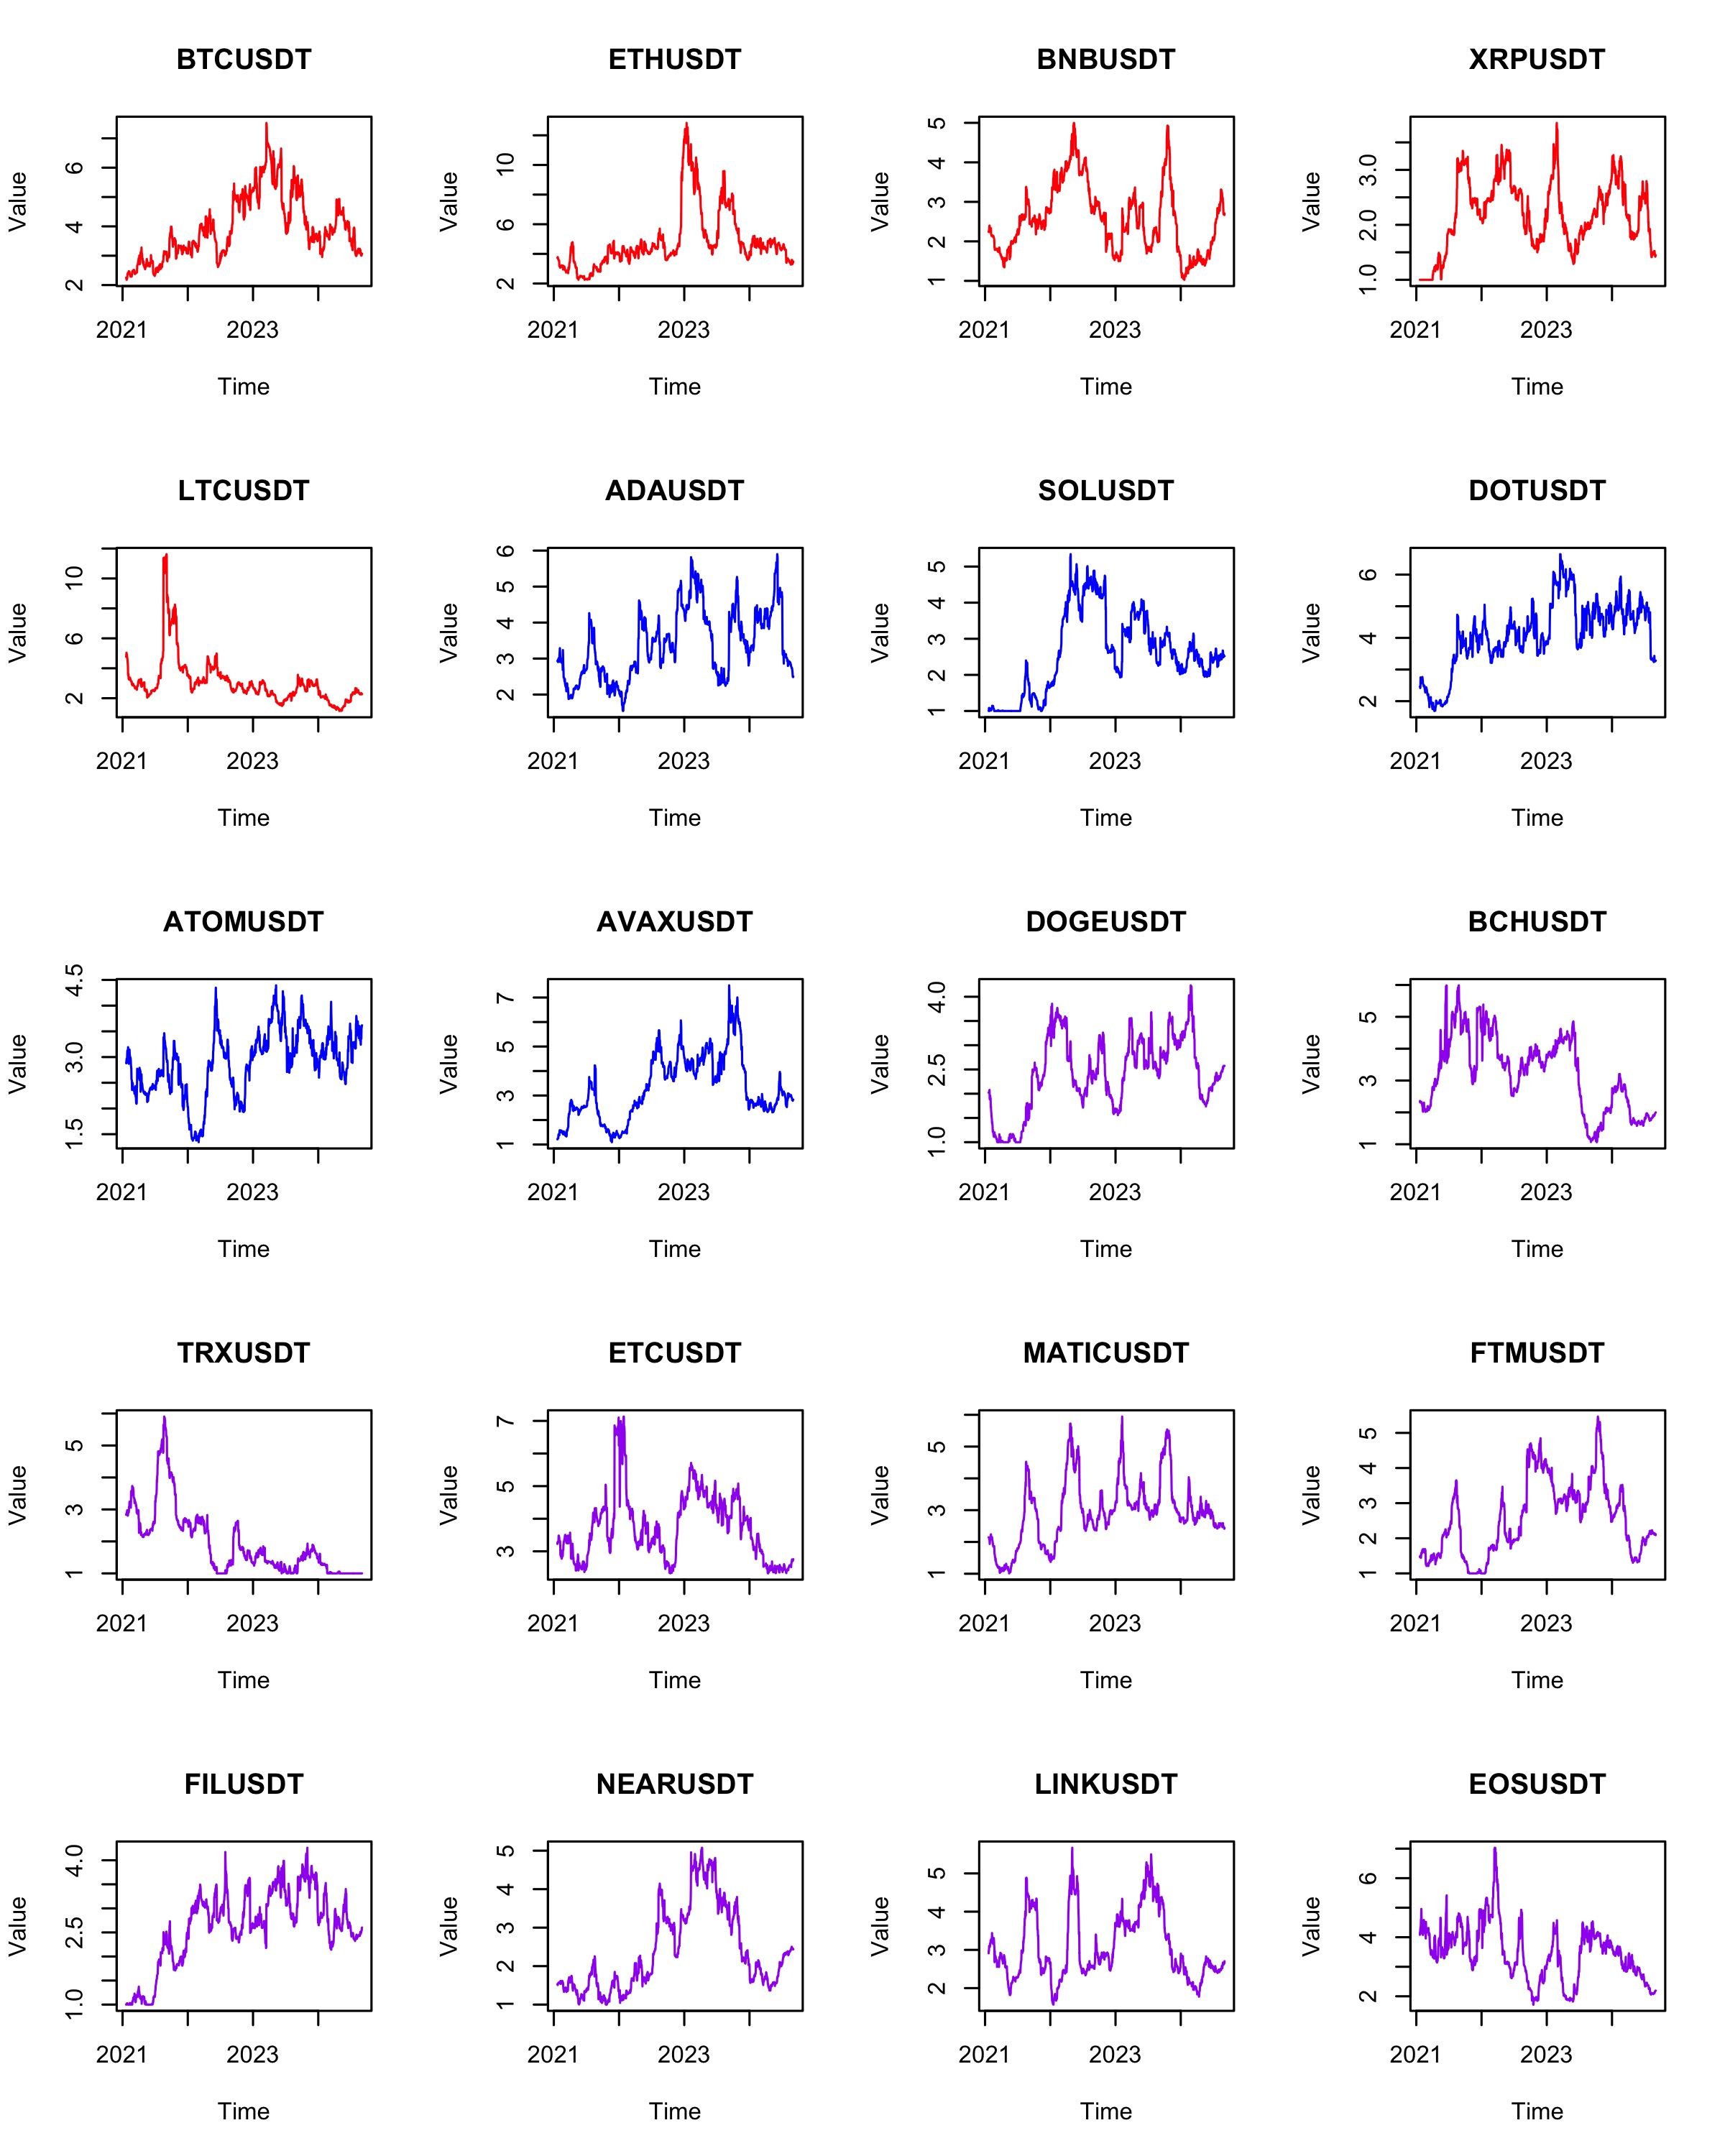 BTCUSDT
Value
2 4 6
2021 2023
Time
ETHUSDT
Value
2 6 10
2021 2023
Time
BNBUSDT
Value
1 2 3 4 5
2021 2023
Time
XRPUSDT
Value
1.0 2.0 3.0
2021 2023
Time
LTCUSDT
Value
2 6 10
2021 2023
Time
ADAUSDT
Value
2 3 4 5 6
2021 2023
Time
SOLUSDT
Value
1 2 3 4 5
2021 2023
Time
DOTUSDT
Value
2 4 6
2021 2023
Time
ATOMUSDT
Value
1.5 3.0 4.5
2021 2023
Time
AVAXUSDT
Value
1 3 5 7
2021 2023
Time
DOGEUSDT
Value
1.0 2.5 4.0
2021 2023
Time
BCHUSDT
Value
1 3 5
2021 2023
Time
TRXUSDT
Value
1 3 5
2021 2023
Time
ETCUSDT
Value
3 5 7
2021 2023
Time
MATICUSDT
Value
1 3 5
2021 2023
Time
FTMUSDT
Value
1 2 3 4 5
2021 2023
Time
FILUSDT
Value
1.0 2.5 4.0
2021 2023
Time
NEARUSDT
Value
1 2 3 4 5
2021 2023
Time
LINKUSDT
Value
2 3 4 5
2021 2023
Time
EOSUSDT
Value
2 4 6
2021 2023
Time